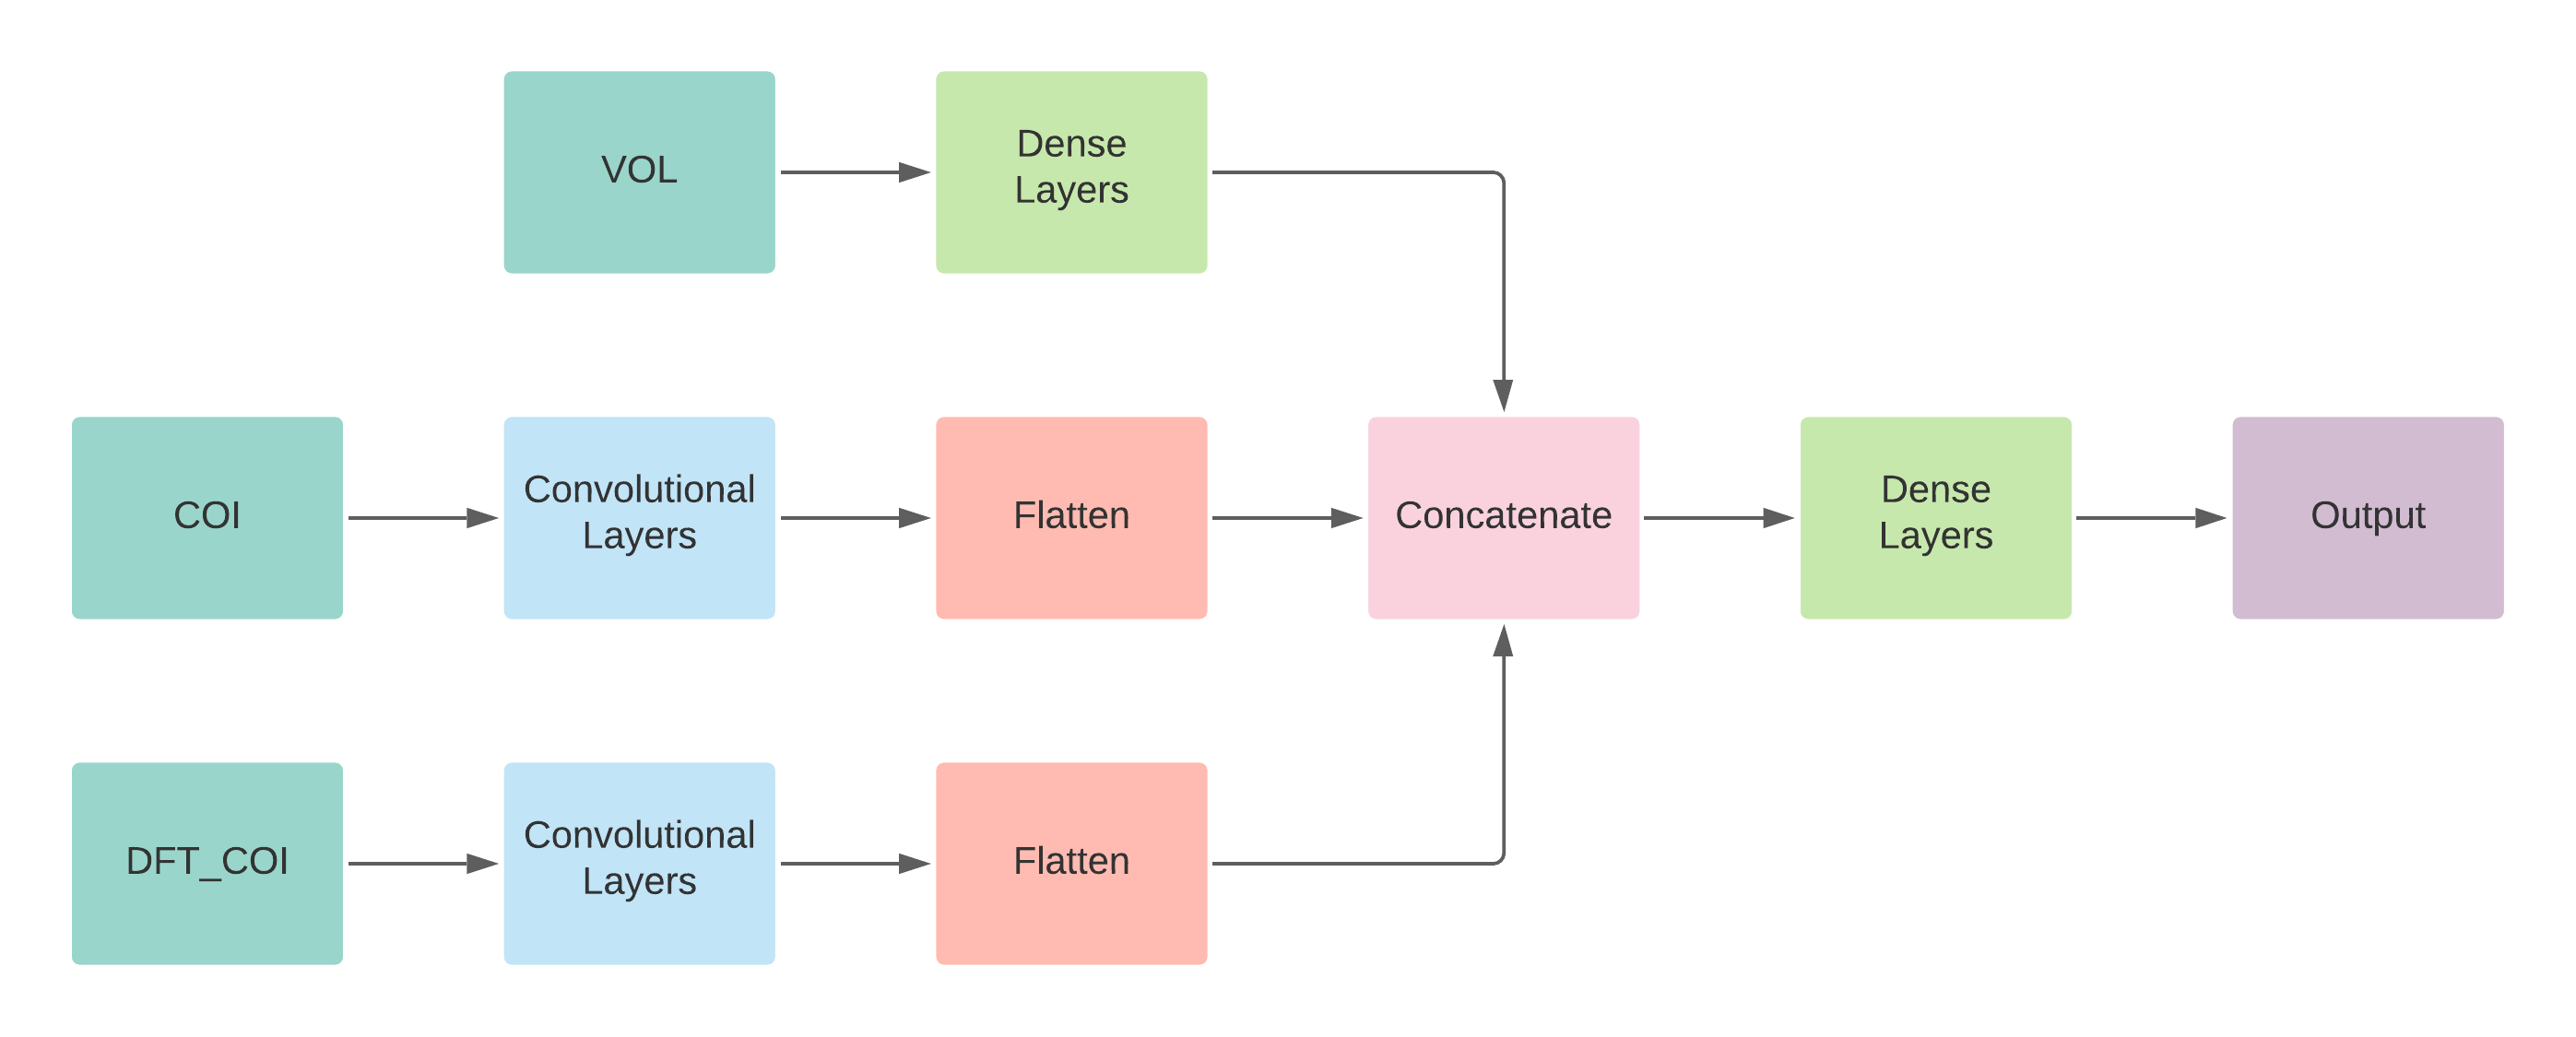 VOL
Dense
Layers
COI
Convolutional
Layers
Flatten
Concatenate
Dense
Layers
Output
DFT_COI
Convolutional
Layers
Flatten